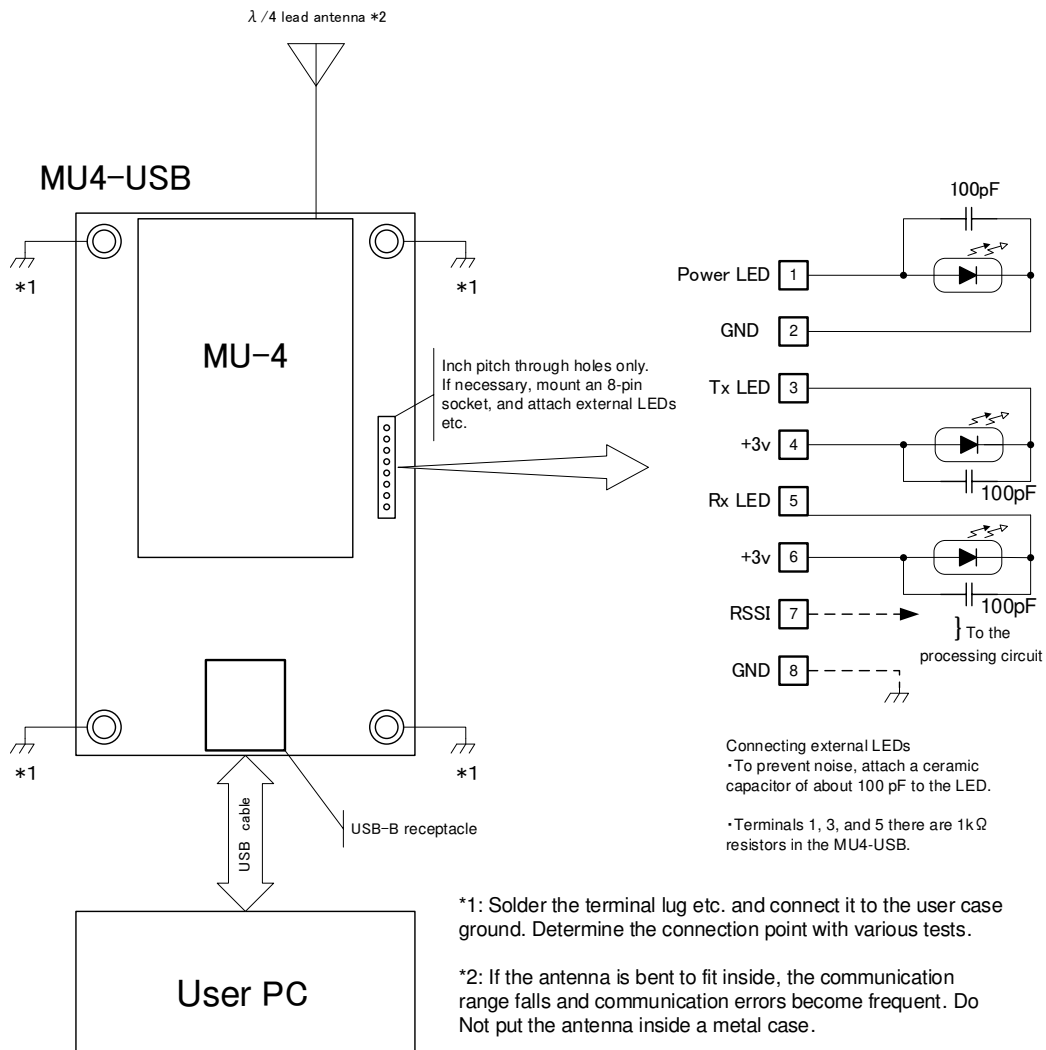 λ/4 lead antenna *2
MU4-USB
*1
*1
MU-4
Inch pitch through holes only.
If necessary, mount an 8-pin
socket, and attach external LEDs
etc.
*1
*1
USB cable
USB-B receptacle
User PC
100pF
Power LED 1
GND 2
Tx LED 3
+3v 4
100pF
Rx LED 5
+3v 6
100pF
RSSI 7
} To the
processing circuit
GND 8
Connecting external LEDs
・To prevent noise, attach a ceramic
capacitor of about 100 pF to the LED.
・Terminals 1, 3, and 5 there are 1kΩ
resistors in the MU4-USB.
*1: Solder the terminal lug etc. and connect it to the user case
ground. Determine the connection point with various tests.
*2: If the antenna is bent to fit inside, the communication
range falls and communication errors become frequent. Do
Not put the antenna inside a metal case.